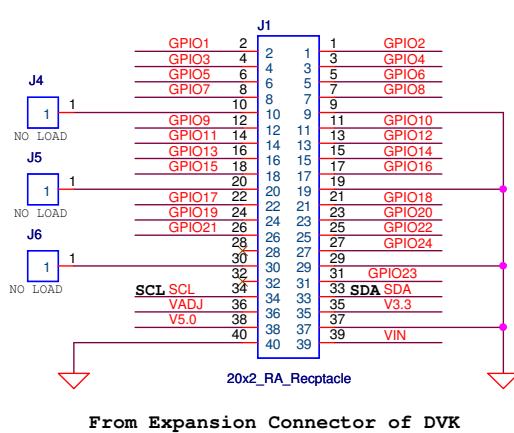 J1
GPIO1 2 2 1 1 GPIO2
GPIO3 4 4 3 3 GPIO4
GPIO5 6 6 5 5 GPIO6
J4
GPIO7 8 8 7 7 GPIO8
1 1 10 10 9 9
NO LOAD
GPIO9 12 12 11 11 GPIO10
GPIO11 14 14 13 13 GPIO12
GPIO13 16 16 15 15 GPIO14
J5
GPIO15 18 18 17 17 GPIO16
1 1 20 20 19 19
NO LOAD
GPIO17 22 22 21 21 GPIO18
GPIO19 24 24 23 23 GPIO20
GPIO21 26 26 25 25 GPIO22
J6
28 28 27 27 GPIO24
1 1 30 30 29 29
NO LOAD
32 32 31 31 GPIO23
SCL SCL 34 34 33 33 SDA SDA
VADJ 36 36 35 35 V3.3
V5.0 38 38 37 37
40 40 39 39 VIN
20x2_RA_Recptacle
From Expansion Connector of DVK